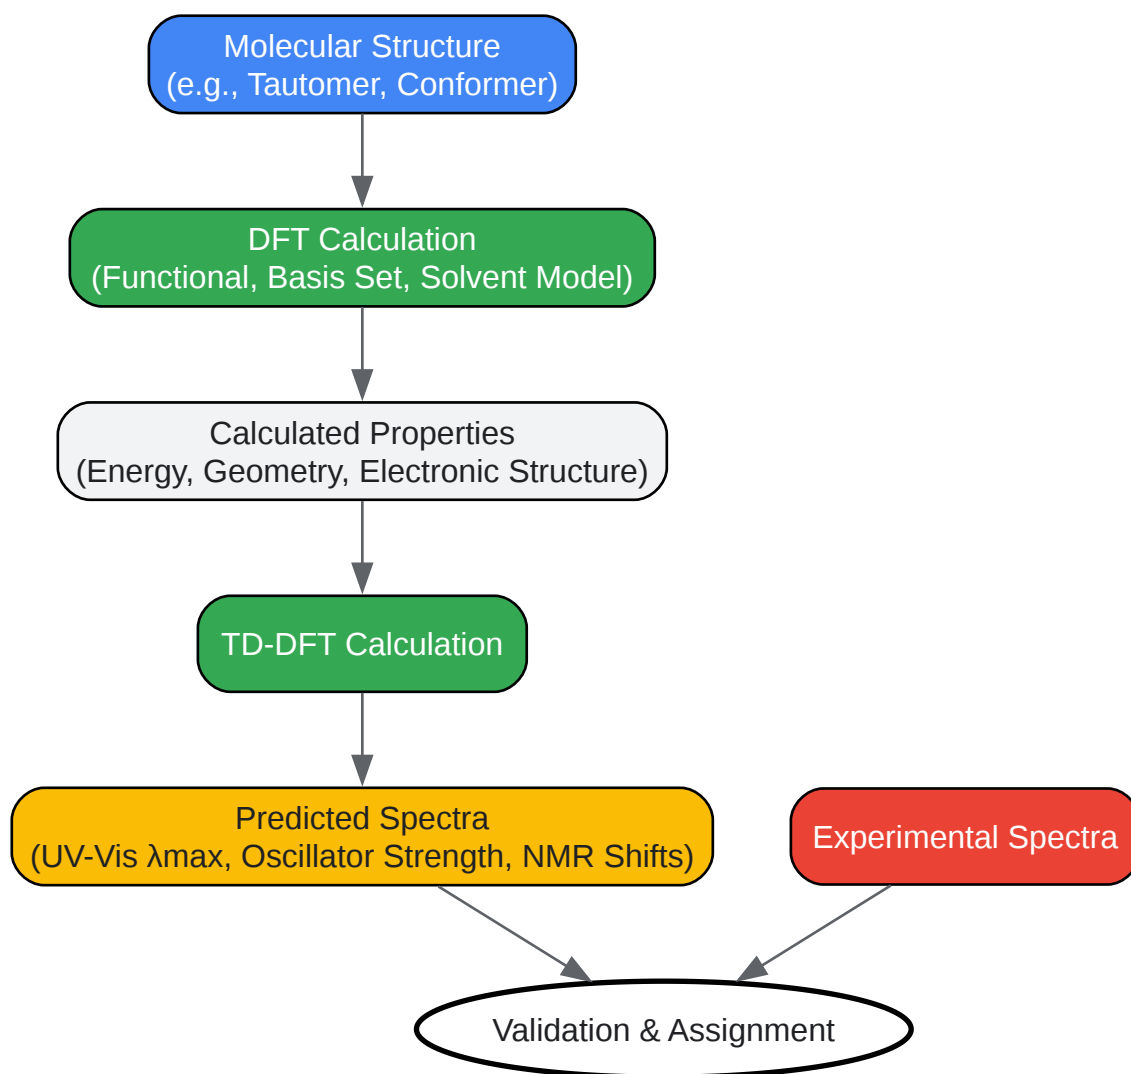 Molecular Structure
(e.g., Tautomer, Conformer)
DFT Calculation
(Functional, Basis Set, Solvent Model)
Calculated Properties
(Energy, Geometry, Electronic Structure)
TD-DFT Calculation
Predicted Spectra
(UV-Vis λmax, Oscillator Strength, NMR Shifts)
Experimental Spectra
Validation & Assignment